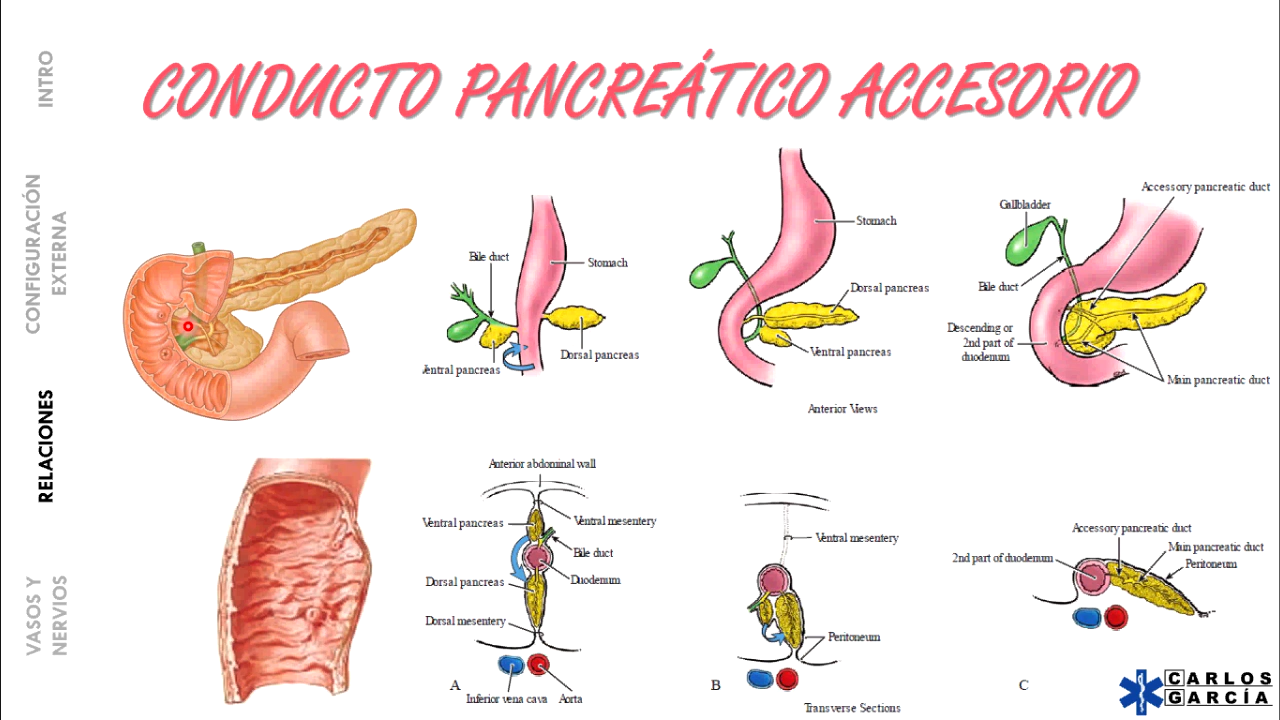 CONDUCTO PANCREÁTICO ACCESORIO
INTRO
CONFIGURACIÓN
EXTERNA
RELACIONES
VASOS Y
NERVIOS
Bile duct
Stomach
Ventral pancreas
Dorsal pancreas
Stomach
Dorsal pancreas
Ventral pancreas
Anterior Views
Accessory pancreatic duct
Gallbladder
Bile duct
Descending or
2nd part of
duodenum
Main pancreatic duct
Anterior abdominal wall
Ventral pancreas
Ventral mesentery
Bile duct
Duodenum
Dorsal pancreas
Dorsal mesentery
A
Inferior vena cava
Aorta
Ventral mesentery
Peritoneum
B
Transverse Sections
Accessory pancreatic duct
Main pancreatic duct
Peritoneum
2nd part of duodenum
C
CARLOS
GARCÍA